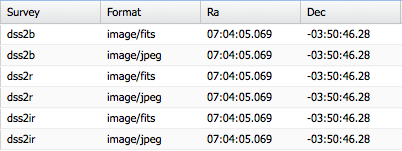 Survey Format Ra Dec
dss2b image/fits 07:04:05.069 -03:50:46.28
dss2b image/jpeg 07:04:05.069 -03:50:46.28
dss2r image/fits 07:04:05.069 -03:50:46.28
dss2r image/jpeg 07:04:05.069 -03:50:46.28
dss2ir image/fits 07:04:05.069 -03:50:46.28
dss2ir image/jpeg 07:04:05.069 -03:50:46.28